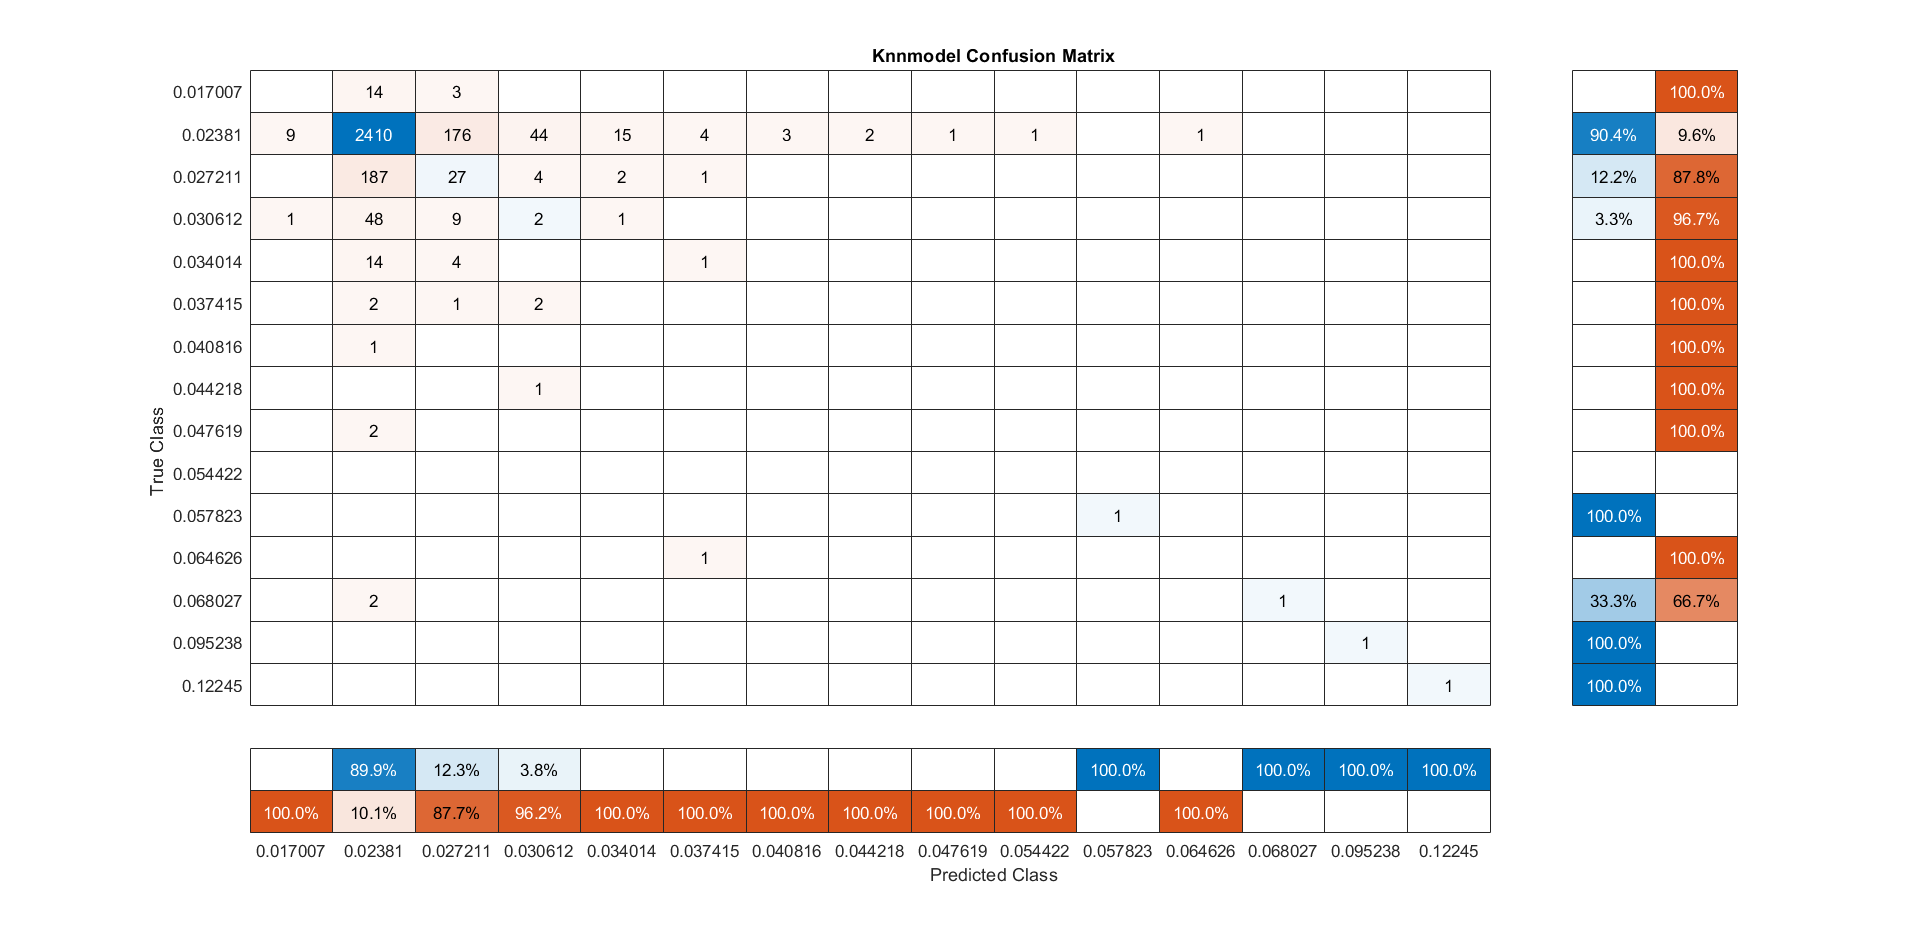 Knnmodel Confusion Matrix
0.017007 14 3 100.0%
0.02381 9 2410 176 44 15 4 3 2 1 1 1 90.4% 9.6%
0.027211 187 27 4 2 1 12.2% 87.8%
0.030612 1 48 9 2 1 3.3% 96.7%
0.034014 14 4 1 100.0%
0.037415 2 1 2 100.0%
0.040816 1 100.0%
0.044218 1 100.0%
0.047619 2 100.0%
True Class
0.054422
0.057823 1 100.0%
0.064626 1 100.0%
0.068027 2 1 33.3% 66.7%
0.095238 1 100.0%
0.12245 1 100.0%
89.9% 12.3% 3.8% 100.0% 100.0% 100.0% 100.0%
100.0% 10.1% 87.7% 96.2% 100.0% 100.0% 100.0% 100.0% 100.0% 100.0% 100.0%
0.017007 0.02381 0.027211 0.030612 0.034014 0.037415 0.040816 0.044218 0.047619 0.054422 0.057823 0.064626 0.068027 0.095238 0.12245
Predicted Class